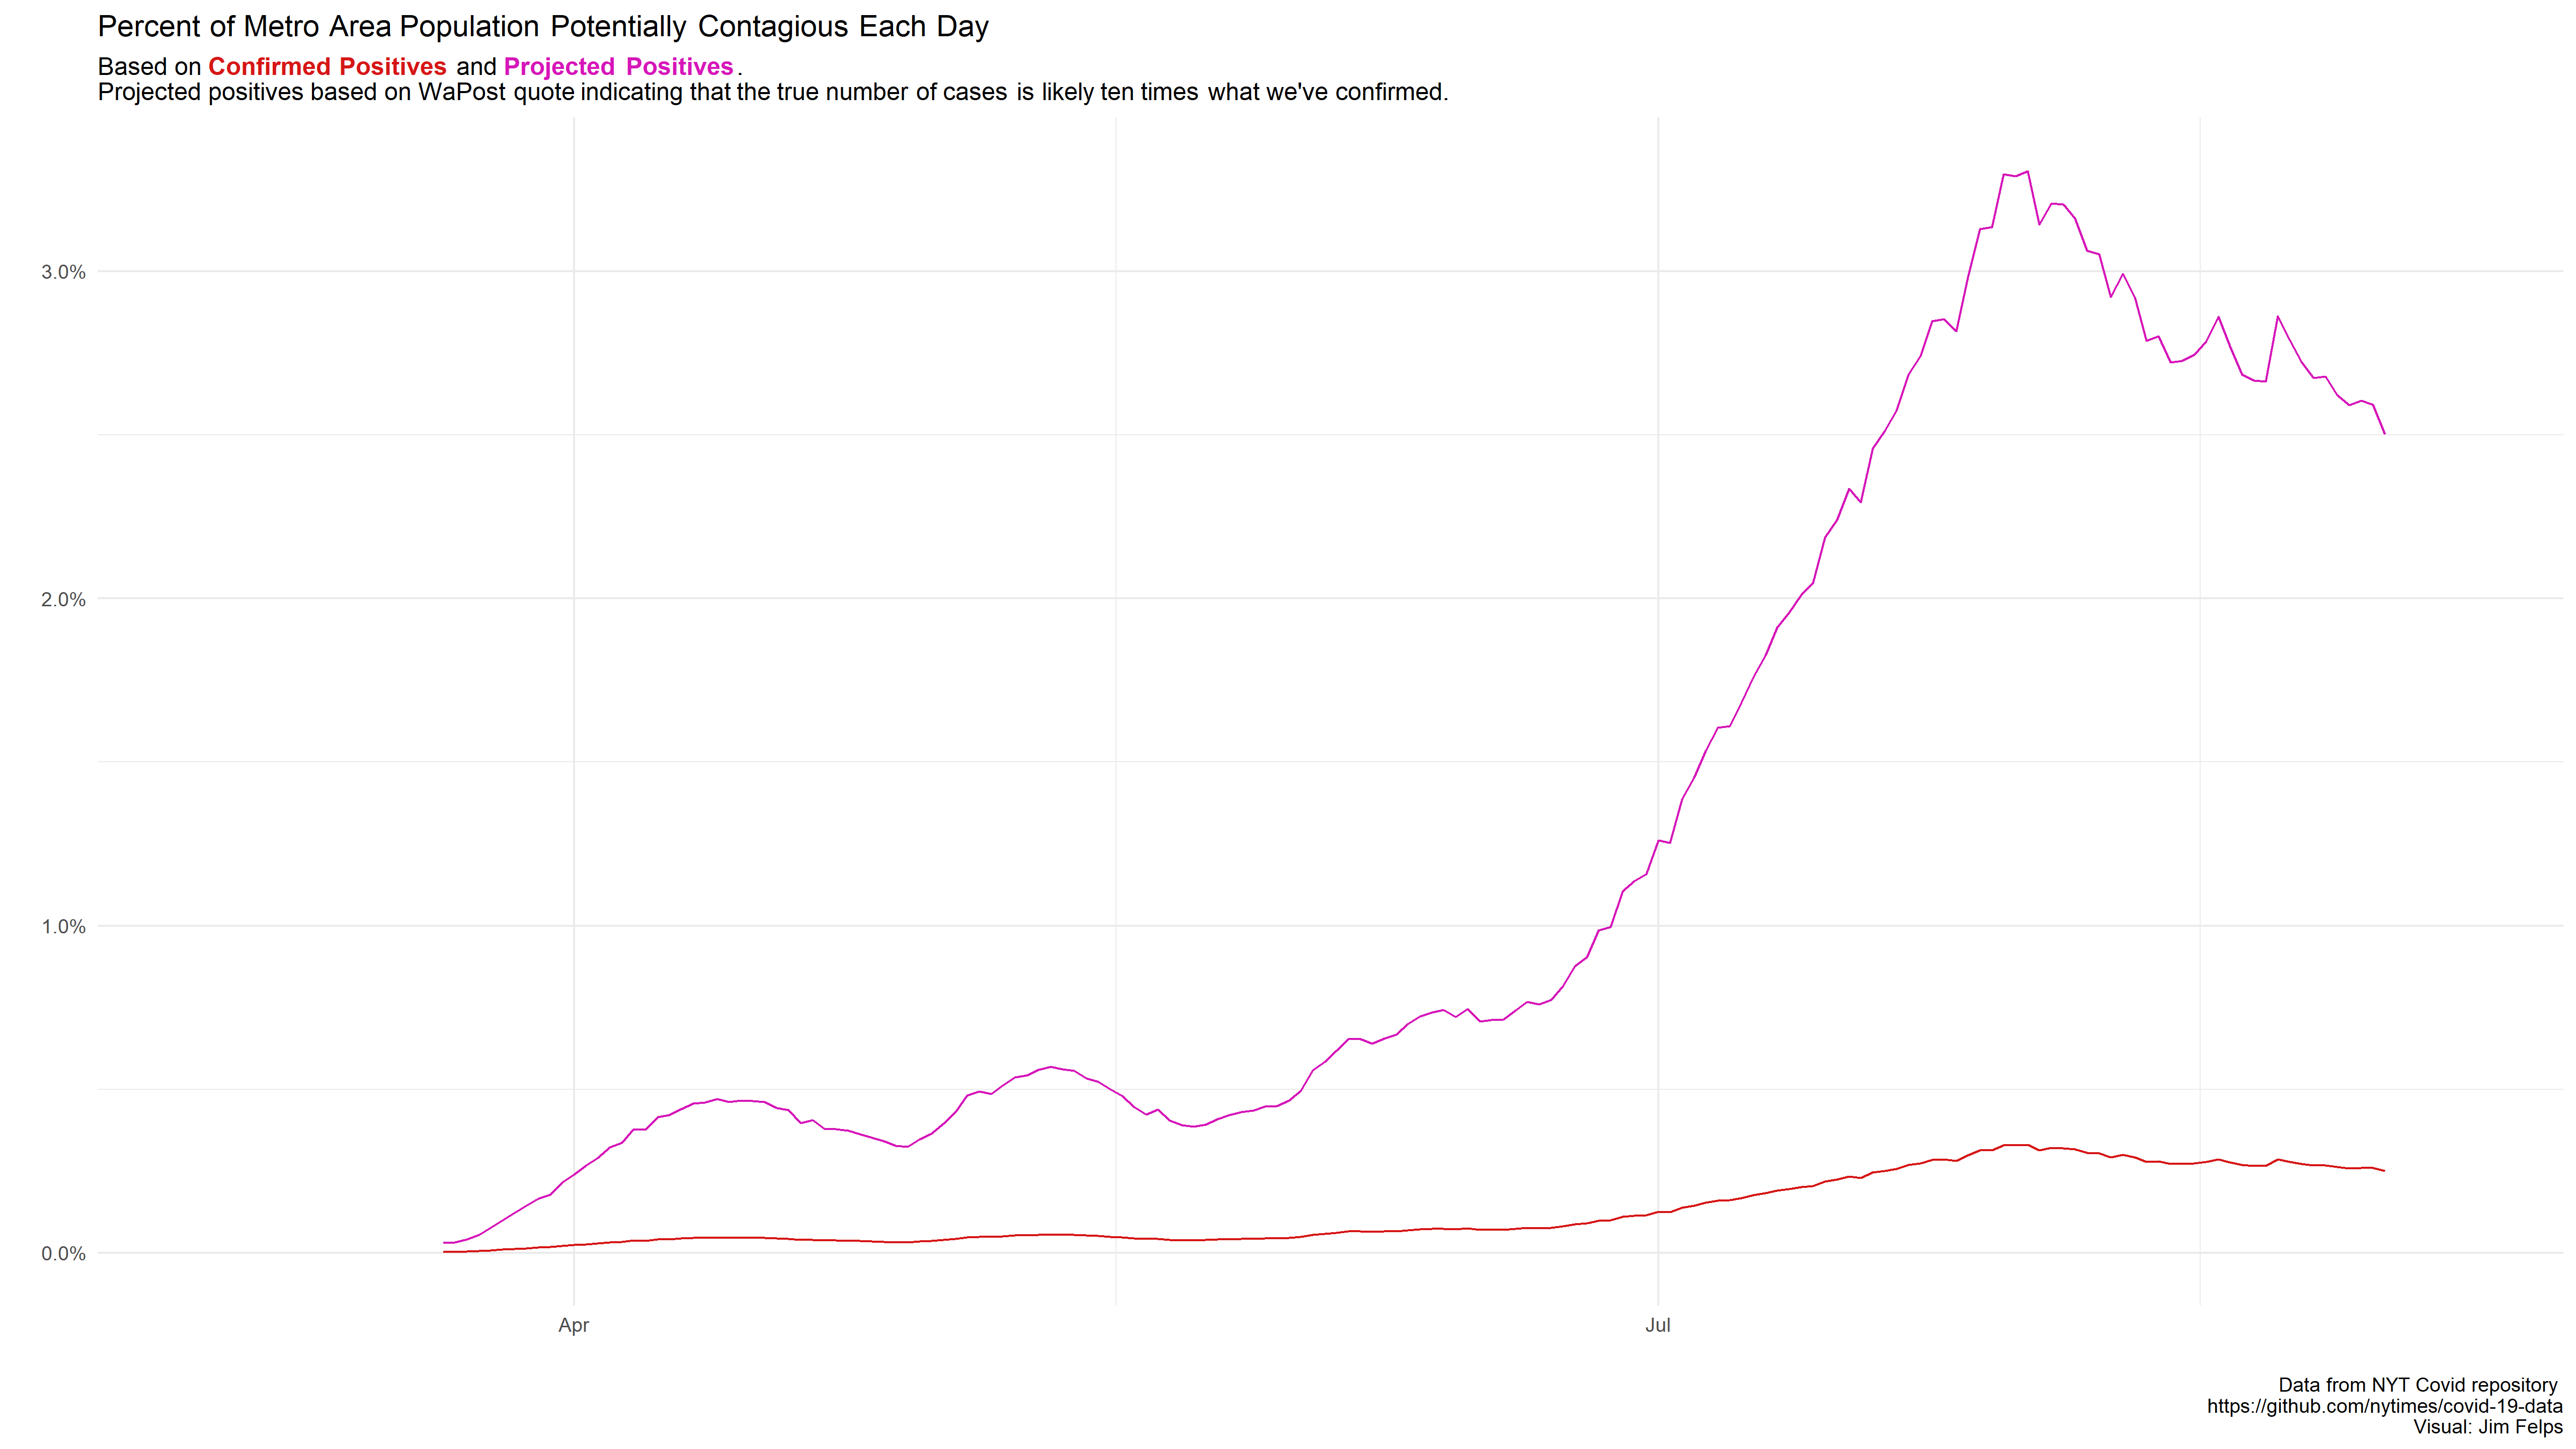 Percent of Metro Area Population Potentially Contagious Each Day
Based on Confirmed Positives and Projected Positives.
Projected positives based on WaPost quote indicating that the true number of cases is likely ten times what we've confirmed.
3.0%
2.0%
1.0%
0.0%
Apr
Jul
Data from NYT Covid repository
https://github.com/nytimes/covid-19-data
Visual: Jim Felps